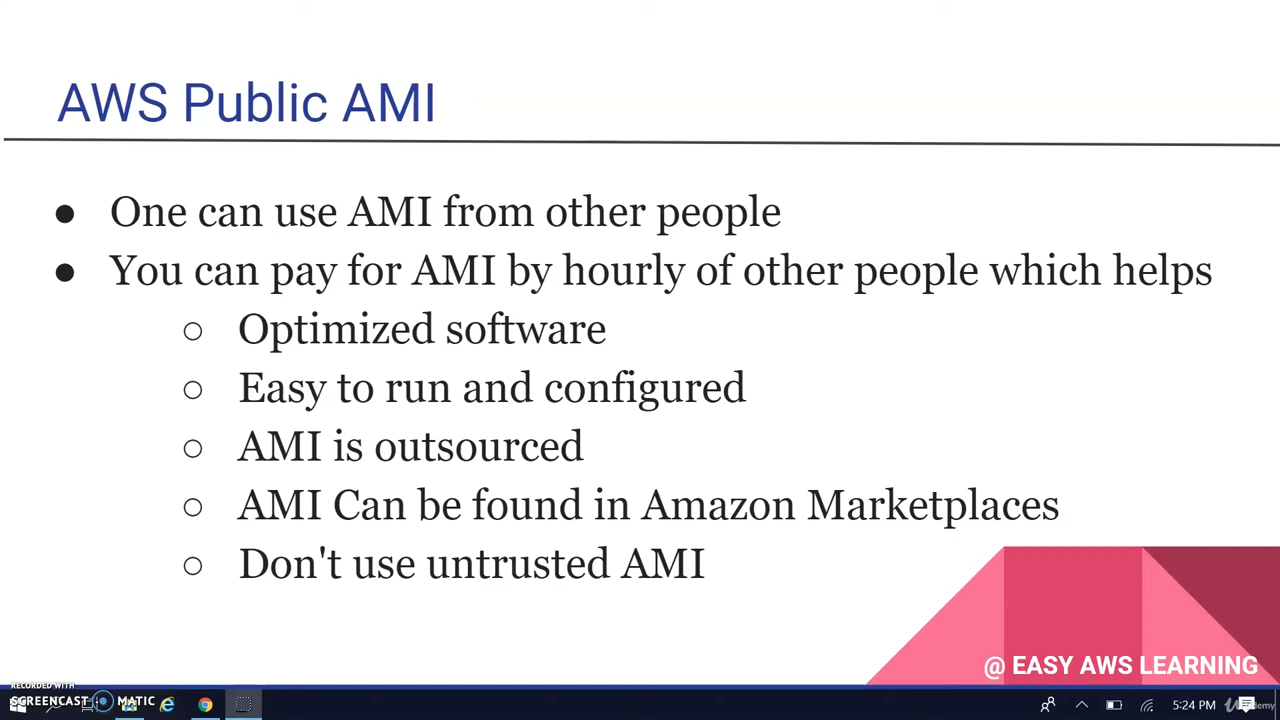 AWS Public AMI
● One can use AMI from other people
● You can pay for AMI by hourly of other people which helps
○ Optimized software
○ Easy to run and configured
○ AMI is outsourced
○ AMI Can be found in Amazon Marketplaces
○ Don't use untrusted AMI
@ EASY AWS LEARNING
RECORDED WITH
SCREENCAST MATIC
5:24 PM
Udemy